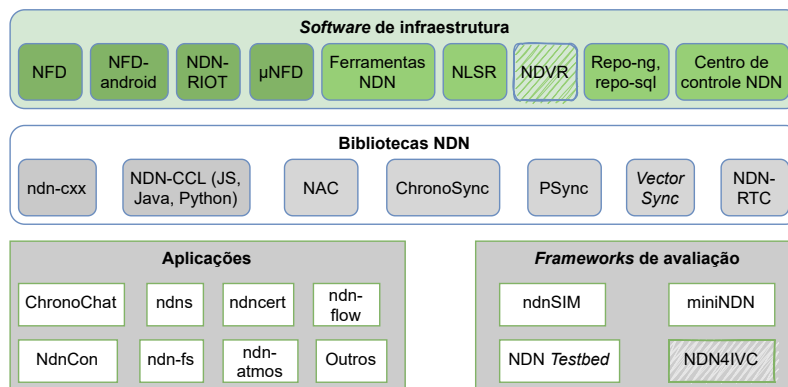 Software de infraestrutura
NFD
NFD-
android
NDN-
RIOT
µNFD
Ferramentas
NDN
NLSR
NDVR
Repo-ng,
repo-sql
Centro de
controle NDN
Bibliotecas NDN
ndn-cxx
NDN-CCL (JS,
Java, Python)
NAC
ChronoSync
PSync
Vector
Sync
NDN-
RTC
Aplicações
ChronoChat
ndns
ndncert
ndn-
flow
NdnCon
ndn-fs
ndn-
atmos
Outros
Frameworks de avaliação
ndnSIM
miniNDN
NDN Testbed
NDN4IVC